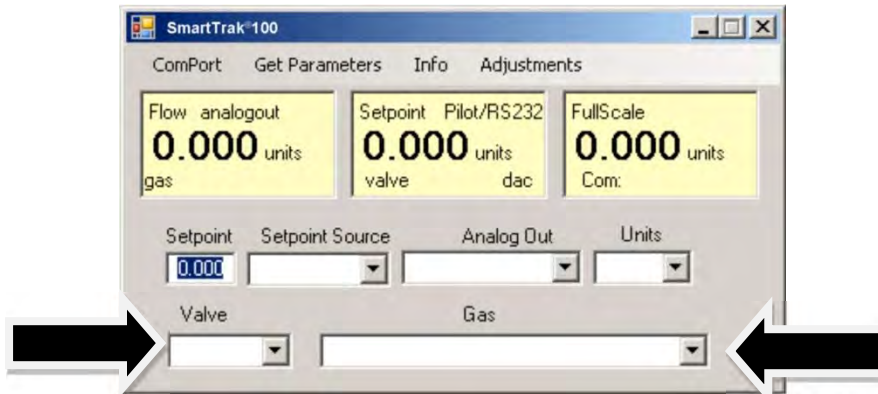 SmartTrak®100
ComPort Get Parameters Info Adjustments
Flow analogout
0.000 units
gas
Setpoint Pilot/RS232
0.000 units
valve dac
FullScale
0.000 units
Com:
Setpoint Setpoint Source Analog Out Units
0.000
Valve Gas